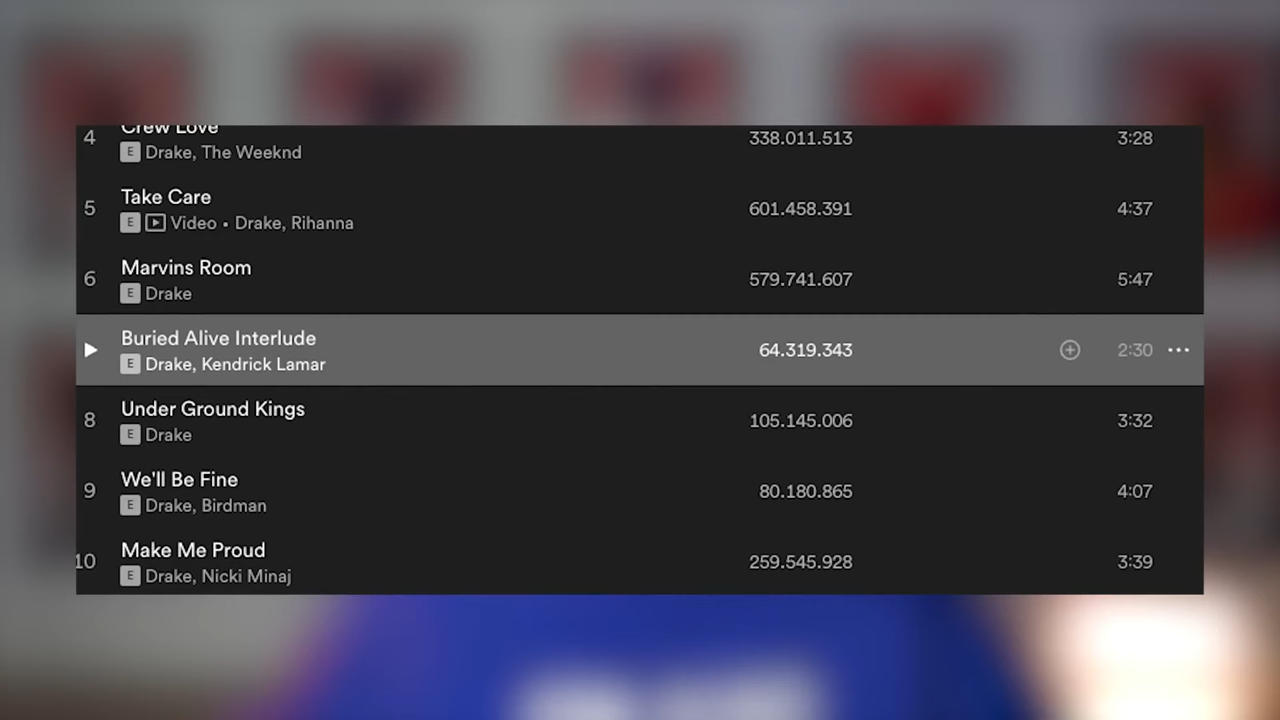 4 Crew Love 338.011.513 3:28
E Drake, The Weeknd
5 Take Care 601.458.391 4:37
E Video • Drake, Rihanna
6 Marvins Room 579.741.607 5:47
E Drake
Buried Alive Interlude 64.319.343 2:30
E Drake, Kendrick Lamar
8 Under Ground Kings 105.145.006 3:32
E Drake
9 We'll Be Fine 80.180.865 4:07
E Drake, Birdman
10 Make Me Proud 259.545.928 3:39
E Drake, Nicki Minaj